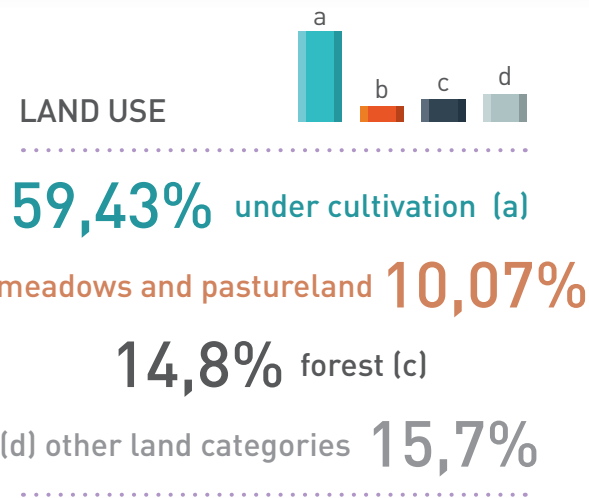 a
b
c
d
LAND USE
59,43% under cultivation (a)
meadows and pastureland 10,07%
14,8% forest (c)
(d) other land categories 15,7%